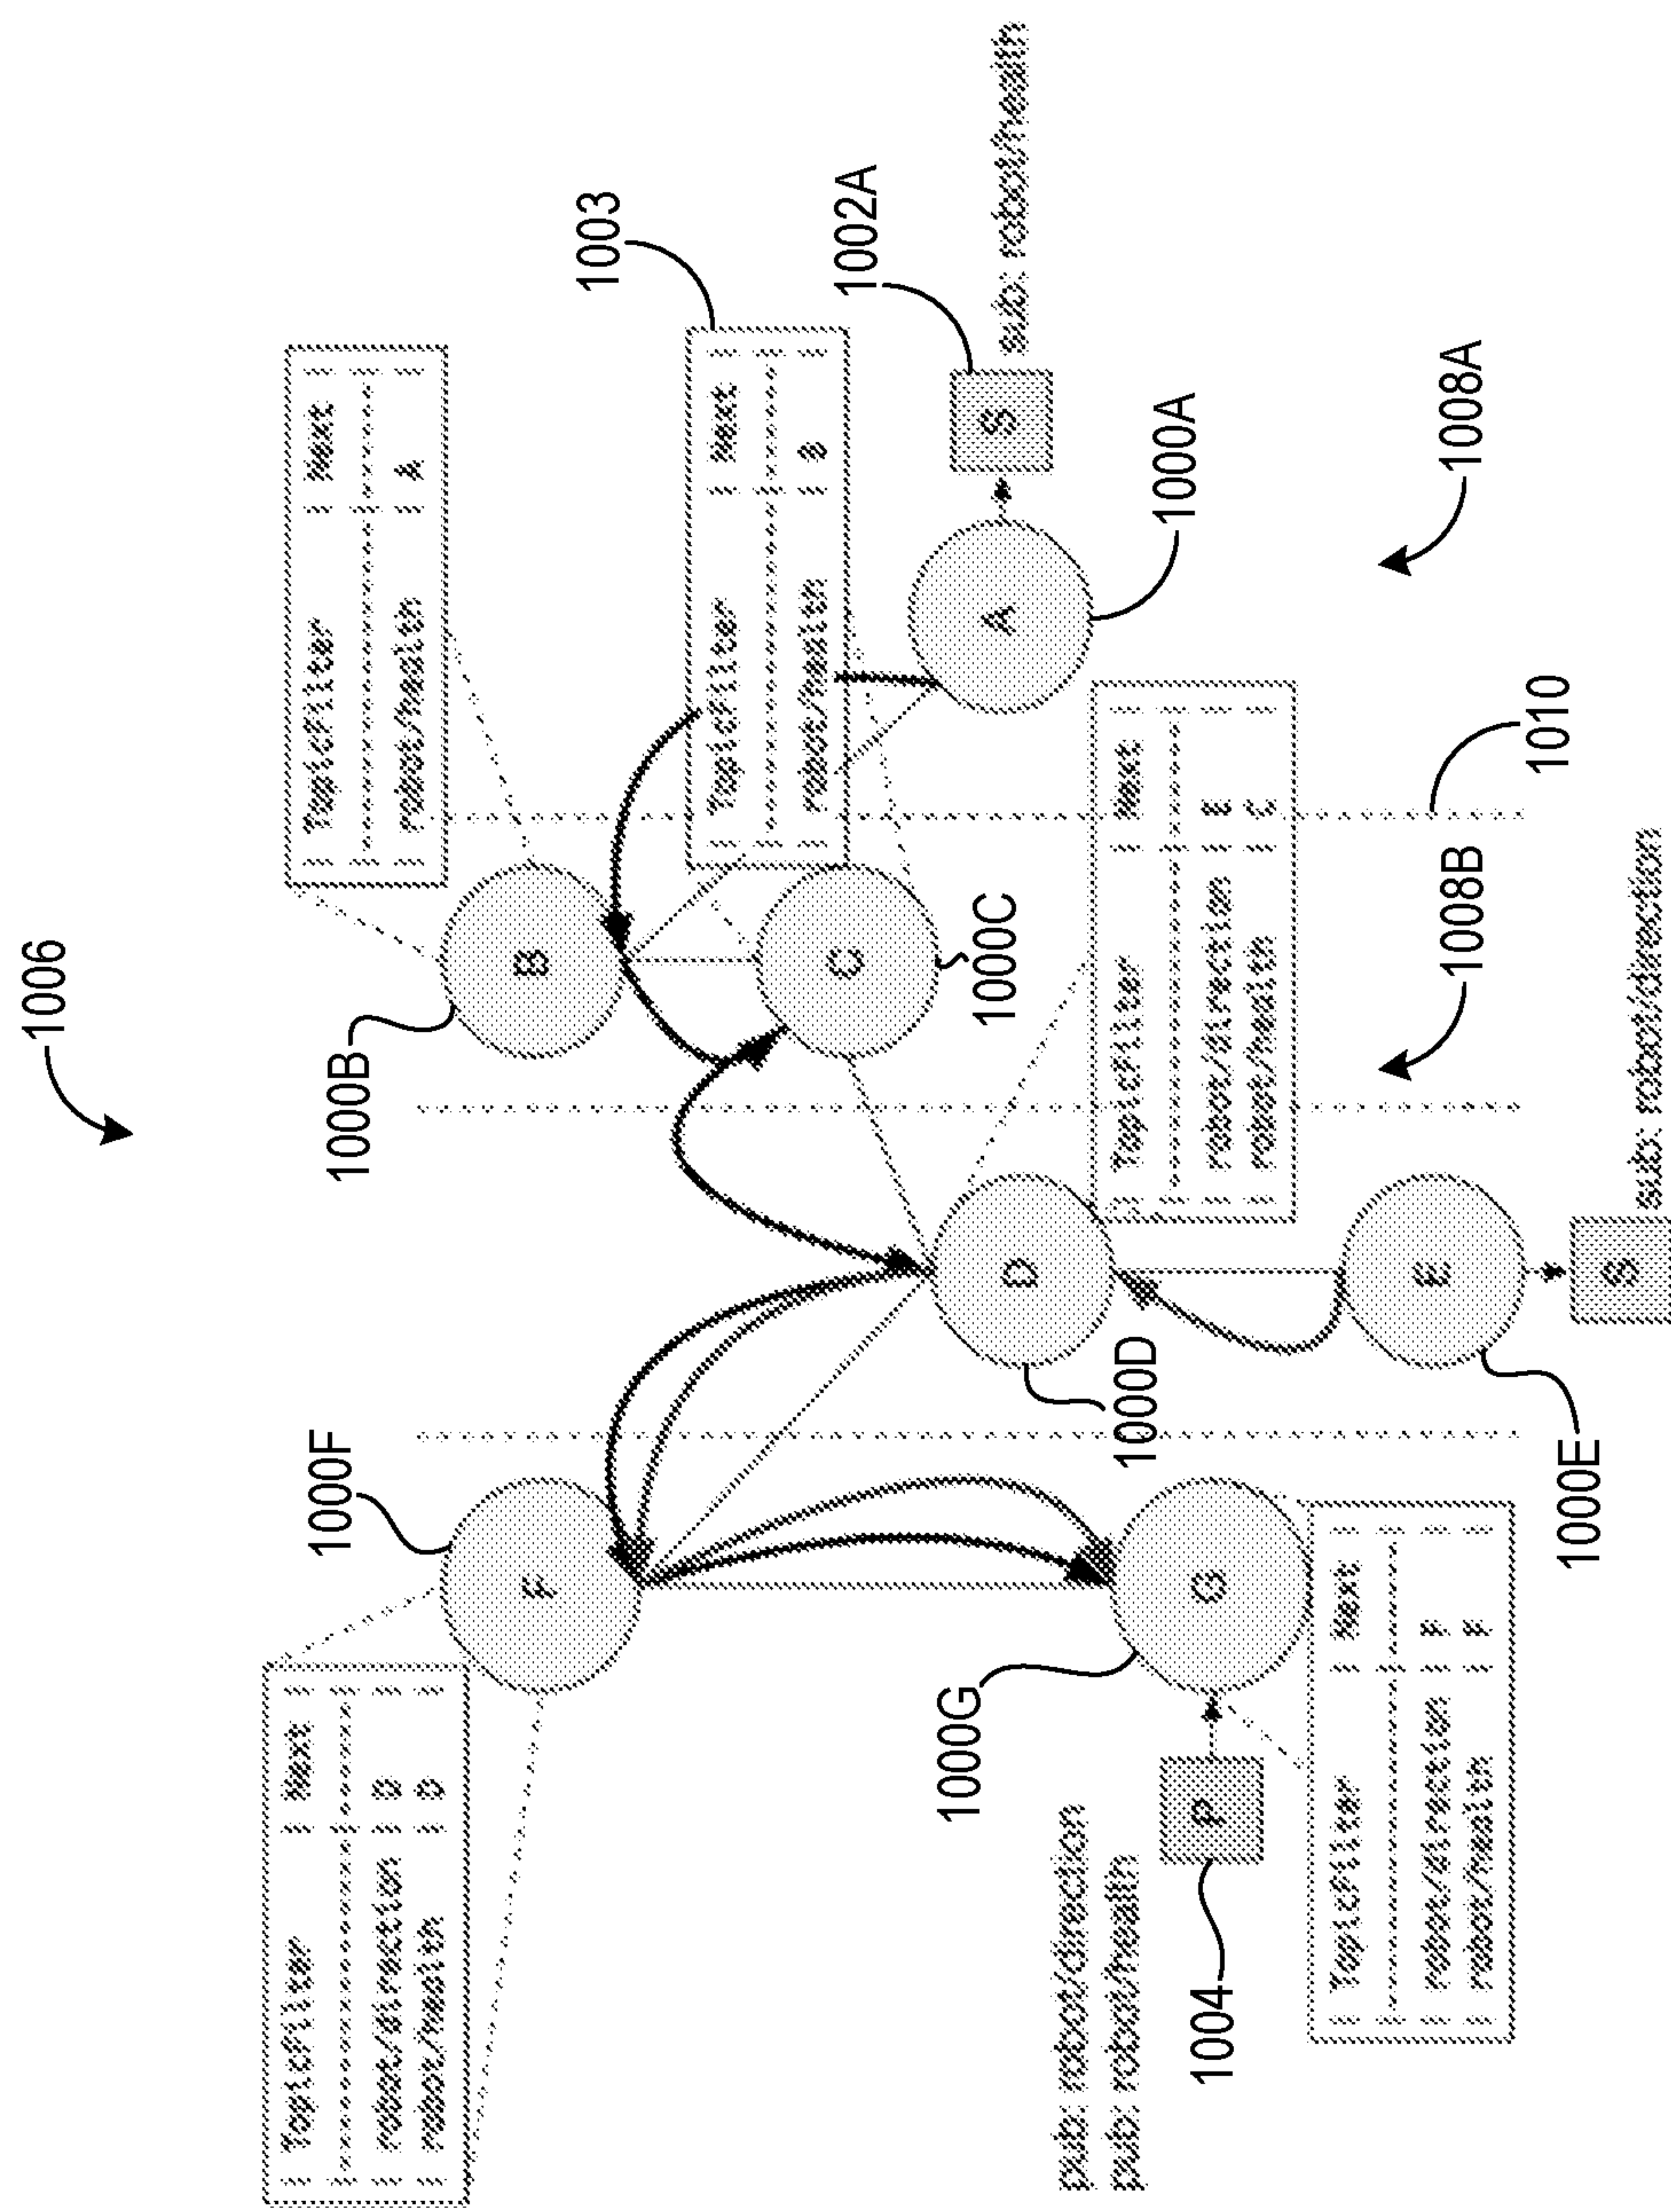 1006
TopicFilter | Next
robot/direction | D
robot/health | D
F
1000F
1000B
B
TopicFilter | Next
robot/health | A
1003
TopicFilter | Next
robot/health | B
C
1000C
1002A
S
sub: robot/health
A
1000A
1008A
pub: robot/direction
pub: robot/health
P
1004
1000G
G
TopicFilter | Next
robot/direction | F
robot/health | F
D
1000D
TopicFilter | Next
robot/direction | E
robot/health | C
1008B
1010
E
1000E
S
sub: robot/direction